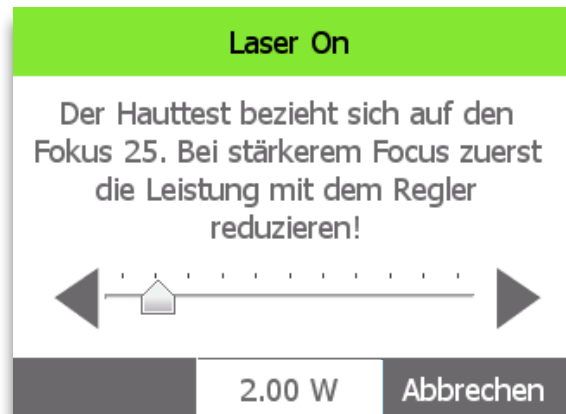 Laser On
Der Hauttest bezieht sich auf den
Fokus 25. Bei stärkerem Focus zuerst
die Leistung mit dem Regler
reduzieren!
2.00 W
Abbrechen